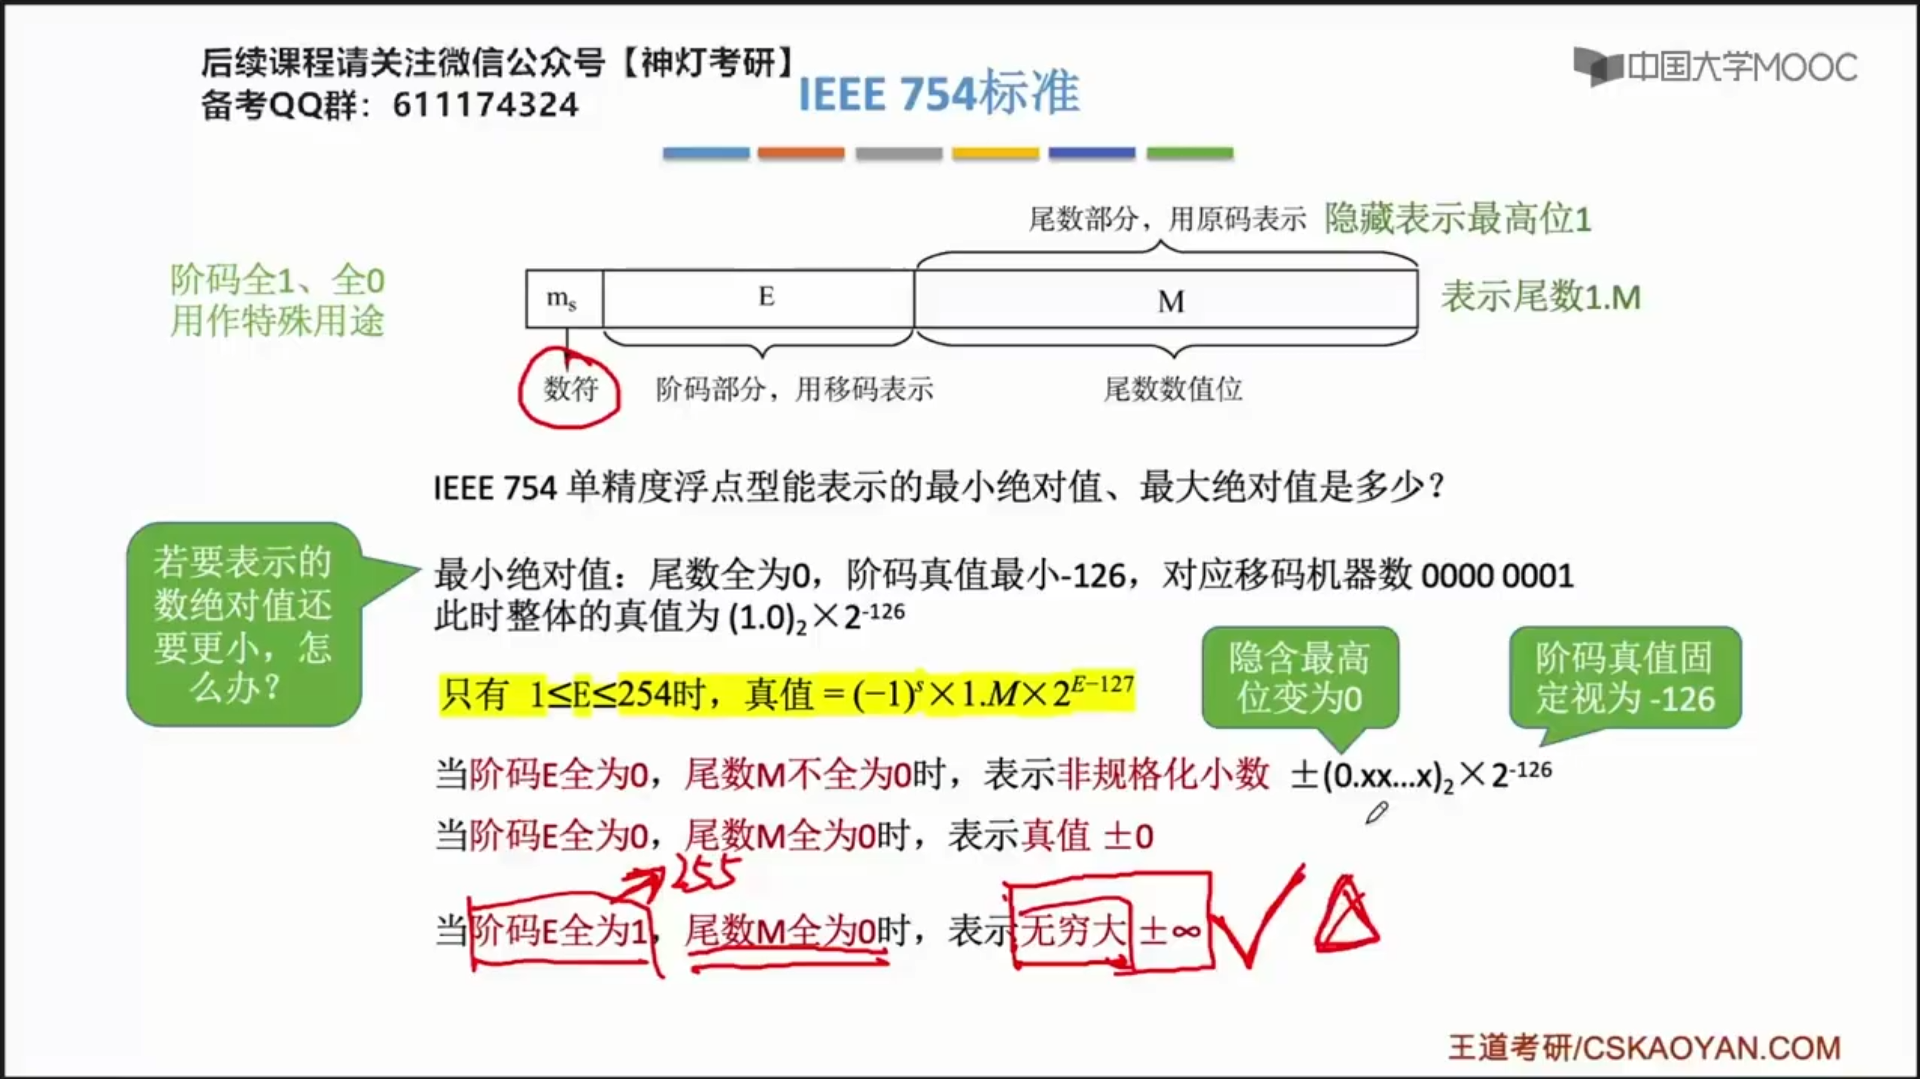 后续课程请关注微信公众号【神灯考研】
备考QQ群：611174324
IEEE 754标准
中国大学MOOC
尾数部分，用原码表示 隐藏表示最高位1
阶码全1、全0
用作特殊用途
mₛ E M 表示尾数1.M
数符 阶码部分，用移码表示 尾数数值位
IEEE 754 单精度浮点型能表示的最小绝对值、最大绝对值是多少？
若要表示的
数绝对值还
要更小，怎
么办？
最小绝对值：尾数全为0，阶码真值最小-126，对应移码机器数 0000 0001
此时整体的真值为 (1.0)₂×2⁻¹²⁶
隐含最高
位变为0
阶码真值固
定视为 -126
只有 1≤E≤254时，真值 = (−1)ˢ×1.M×2ᴱ⁻¹²⁷
当阶码E全为0，尾数M不全为0时，表示非规格化小数 ±(0.xx...x)₂×2⁻¹²⁶
当阶码E全为0，尾数M全为0时，表示真值 ±0
255
当阶码E全为1，尾数M全为0时，表示无穷大 ±∞
王道考研/CSKAOYAN.COM